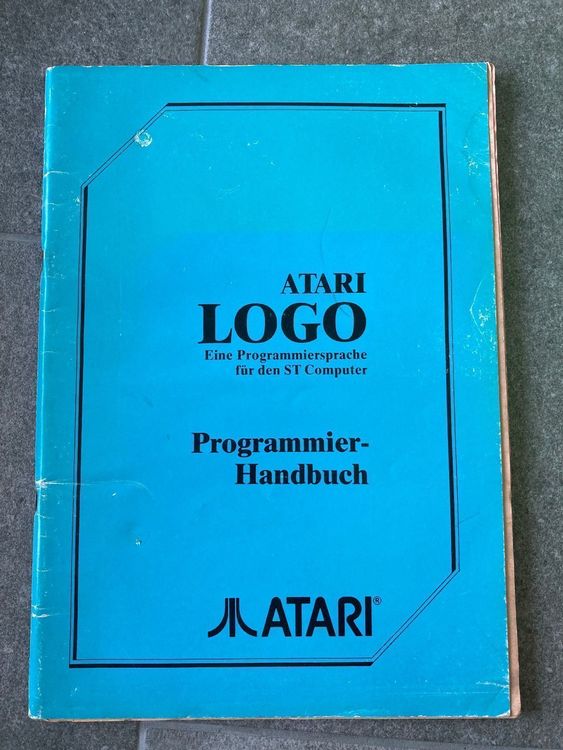 ATARI
LOGO
Eine Programmiersprache
für den ST Computer
Programmier-
Handbuch
ATARI®